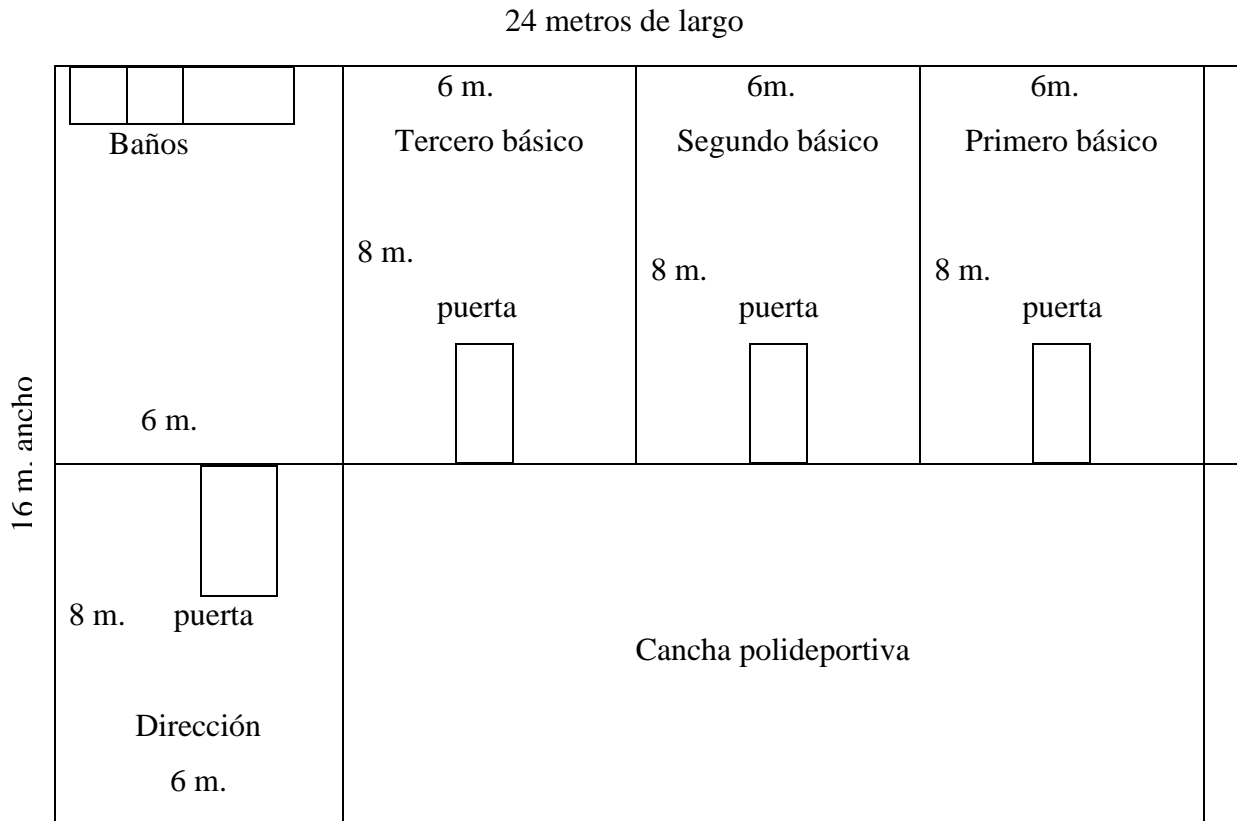 24 metros de largo
6 m.
6m.
6m.
Baños
Tercero básico
Segundo básico
Primero básico
8 m.
8 m.
8 m.
puerta
puerta
puerta
6 m.
16 m. ancho
8 m.
puerta
Cancha polideportiva
Dirección
6 m.